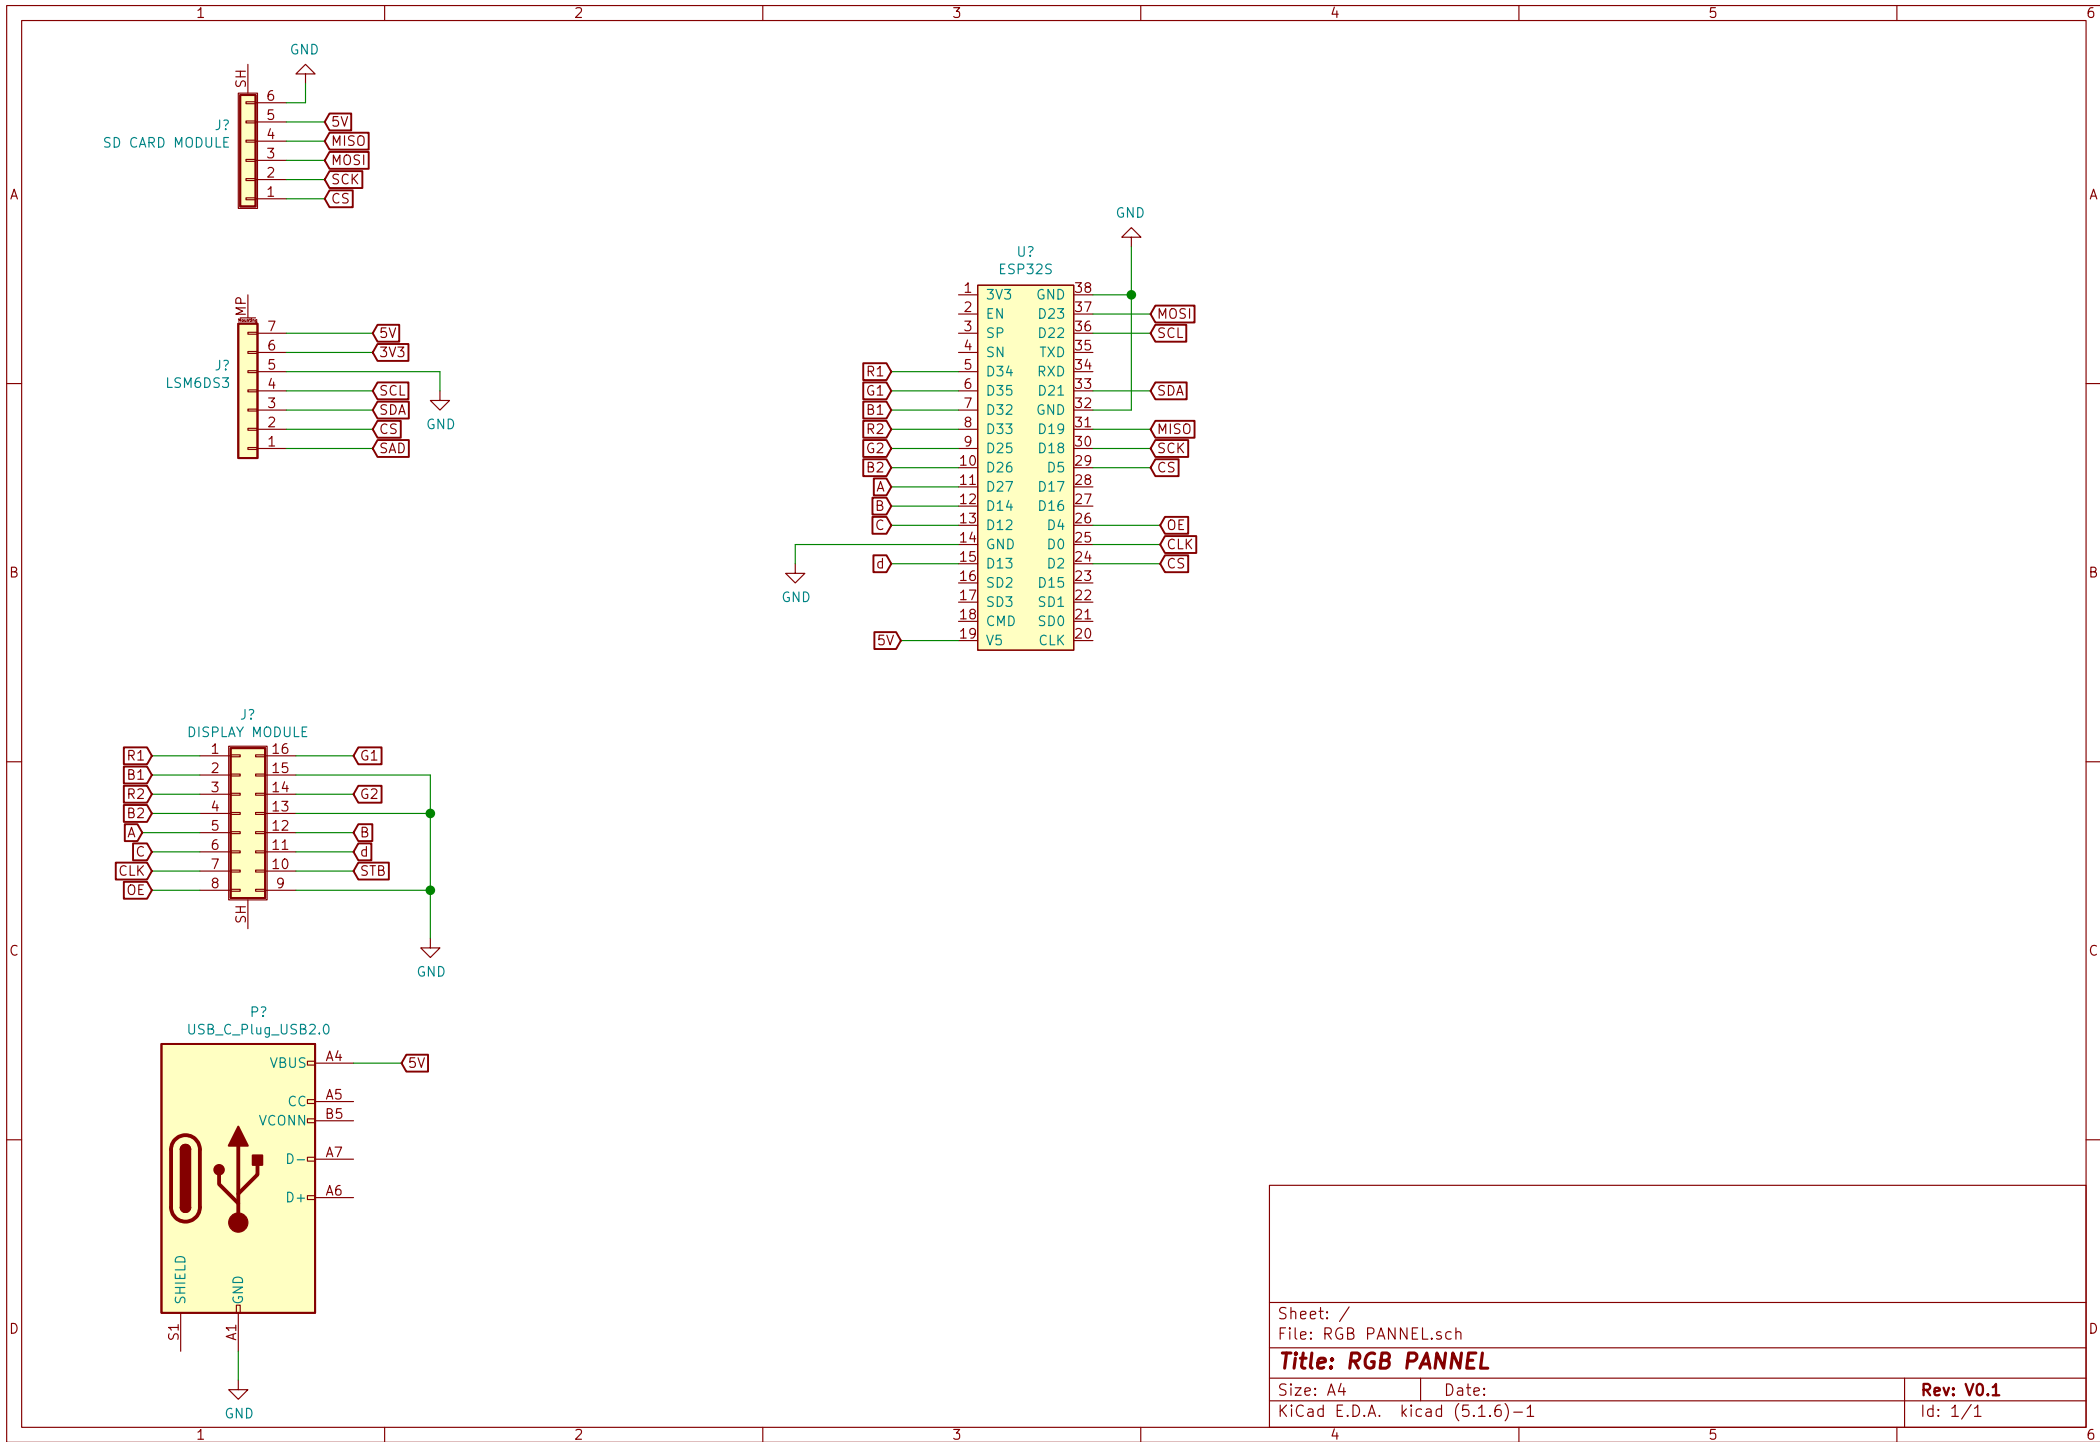 1 2 3 4 5 6
A
B
C
D
GND
SH
J?
SD CARD MODULE
6
5 5V
4 MISO
3 MOSI
2 SCK
1 CS
MP
J?
LSM6DS3
7 5V
6 3V3
5
4 SCL
3 SDA
2 CS
1 SAD
GND
GND
U?
ESP32S
1 3V3 GND 38
2 EN D23 37 MOSI
3 SP D22 36 SCL
4 SN TXD 35
R1 5 D34 RXD 34
G1 6 D35 D21 33 SDA
B1 7 D32 GND 32
R2 8 D33 D19 31 MISO
G2 9 D25 D18 30 SCK
B2 10 D26 D5 29 CS
A 11 D27 D17 28
B 12 D14 D16 27
C 13 D12 D4 26 OE
14 GND D0 25 CLK
d 15 D13 D2 24 CS
16 SD2 D15 23
17 SD3 SD1 22
18 CMD SD0 21
5V 19 V5 CLK 20
GND
J?
DISPLAY MODULE
R1 1 16 G1
B1 2 15
R2 3 14 G2
B2 4 13
A 5 12 B
C 6 11 d
CLK 7 10 STB
OE 8 9
SH
GND
P?
USB_C_Plug_USB2.0
VBUS A4 5V
CC A5
VCONN B5
D- A7
D+ A6
SHIELD
GND
S1
A1
GND
Sheet: /
File: RGB PANNEL.sch
Title: RGB PANNEL
Size: A4 Date: Rev: V0.1
KiCad E.D.A. kicad (5.1.6)-1 Id: 1/1
A
B
C
D
1 2 3 4 5 6